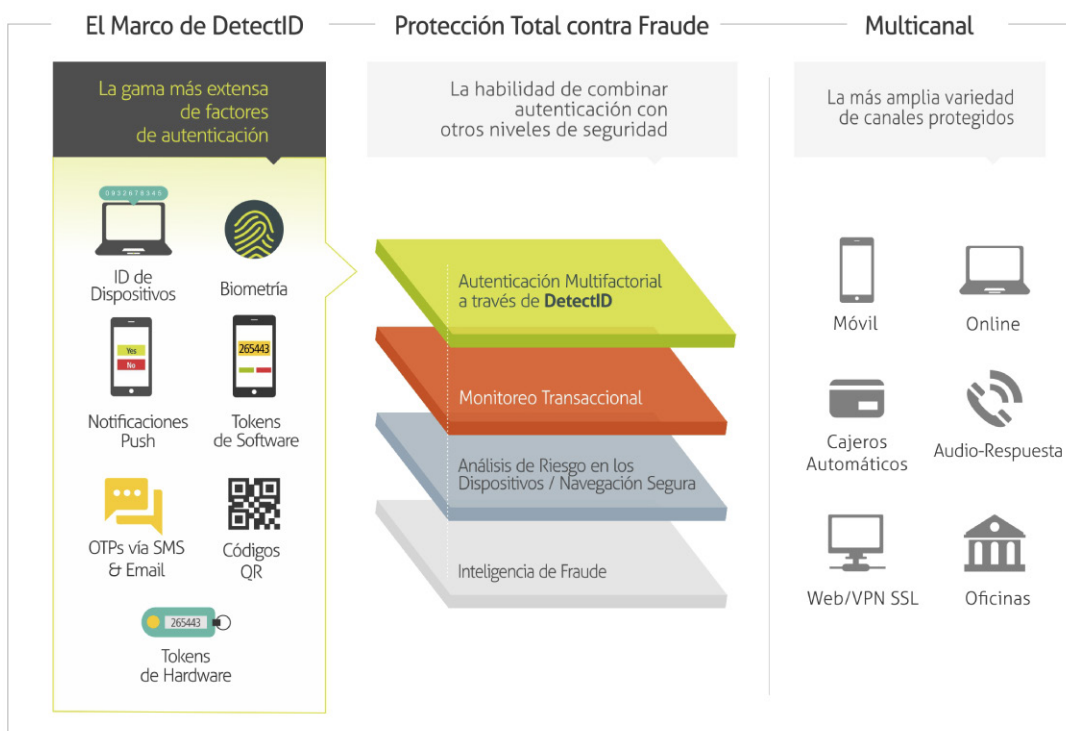 El Marco de DetectID
La gama más extensa
de factores
de autenticación
0932678345
ID de
Dispositivos
Biometría
Yes
No
Notificaciones
Push
265443
Tokens
de Software
OTPs vía SMS
& Email
Códigos
QR
265443
Tokens
de Hardware
Protección Total contra Fraude
La habilidad de combinar
autenticación con
otros niveles de seguridad
Autenticación Multifactorial
a través de DetectID
Monitoreo Transaccional
Análisis de Riesgo en los
Dispositivos / Navegación Segura
Inteligencia de Fraude
Multicanal
La más amplia variedad
de canales protegidos
Móvil
Online
Cajeros
Automáticos
Audio-Respuesta
Web/VPN SSL
Oficinas